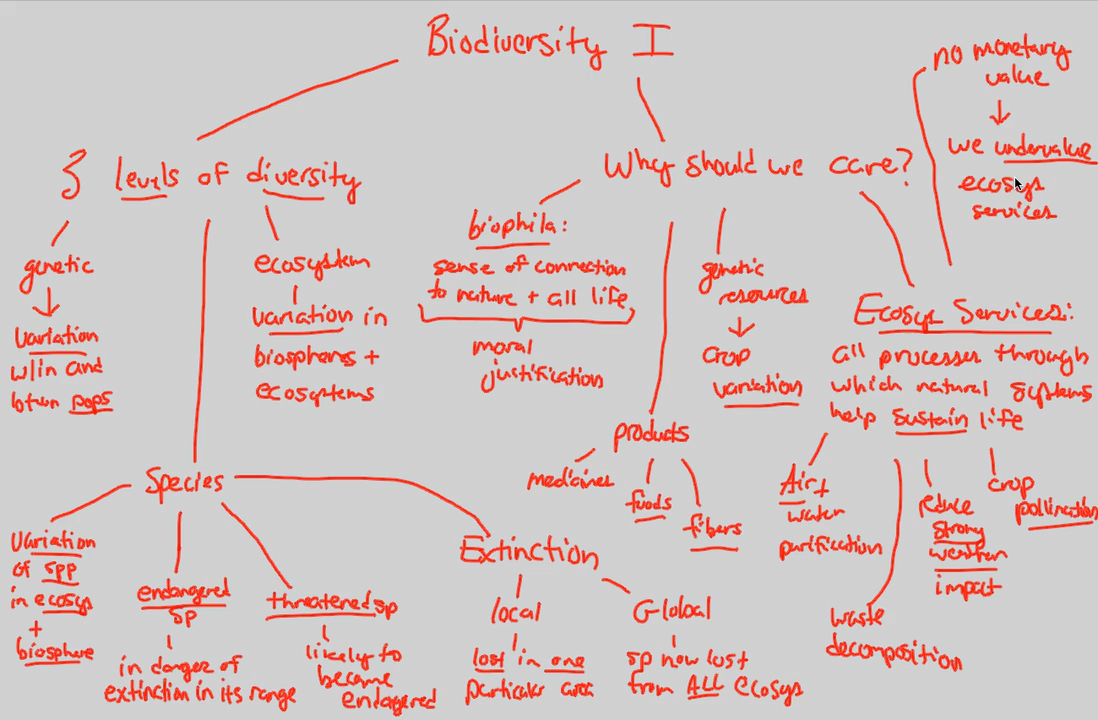 Biodiversity I
3 levels of diversity
genetic
variation
w/in and
btwn pops
ecosystem
variation in
biospheres +
ecosystems
Species
variation
of spp
in ecosys
+
biosphere
endangered
sp
in danger of
extinction in its range
threatened sp
likely to
become
endagered
Extinction
local
lost in one
particular area
Global
sp now lost
from ALL ecosys
Why should we care?
biophila:
sense of connection
to nature + all life
moral
justification
products
medicines
foods
fibers
genetic
resources
crop
variation
Ecosys Services:
all processes through
which natural systems
help sustain life
Air +
water
purification
waste
decomposition
reduce
strong
weather
impact
crop
pollination
no monetary
value
we undervalue
ecosys
services